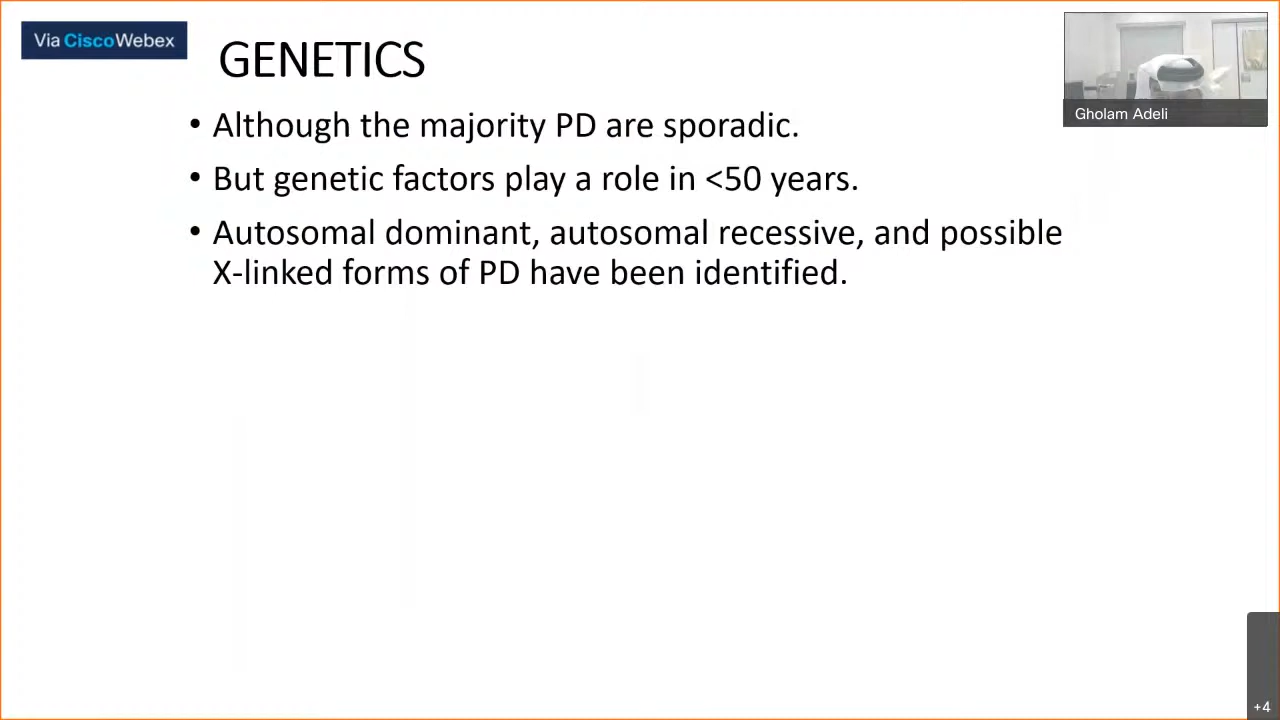 Via CiscoWebex
GENETICS
Gholam Adeli
• Although the majority PD are sporadic.
• But genetic factors play a role in <50 years.
• Autosomal dominant, autosomal recessive, and possible
X-linked forms of PD have been identified.
+4